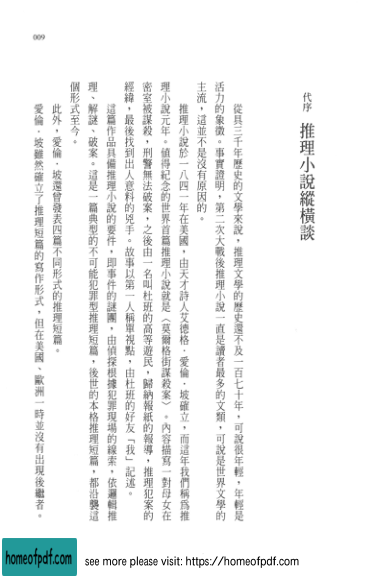 009
代序 推理小說縱橫談
從具三千年歷史的文學來說，推理文學的歷史還不及一百七十年，可說很年輕，年輕是
活力的象徵。事實證明，第二次大戰後推理小說一直是讀者最多的文類，可說是世界文學的
主流，這並不是沒有原因的。
推理小說於一八四一年在美國，由天才詩人艾德格．愛倫．坡確立，而這年我們稱為推
理小說元年。值得紀念的世界首篇推理小說就是〈莫爾格街謀殺案〉。內容描寫一對母女在
密室被謀殺，刑警無法破案，之後由一名叫杜班的高等遊民，歸納報紙的報導，推理犯案的
經緯，最後找到出人意料的兇手。故事以第一人稱單視點，由杜班的好友「我」記述。
這篇作品具備推理小說的要件，即事件的謎團，由偵探根據犯罪現場的線索，依邏輯推
理、解謎、破案。這是一篇典型的不可能犯罪型推理短篇，後世的本格推理短篇，都沿襲這
個形式至今。
此外，愛倫．坡還曾發表四篇不同形式的推理短篇。
愛倫．坡雖然確立了推理短篇的寫作形式，但在美國、歐洲一時並沒有出現後繼者。
homeofpdf.com
see more please visit: https://homeofpdf.com